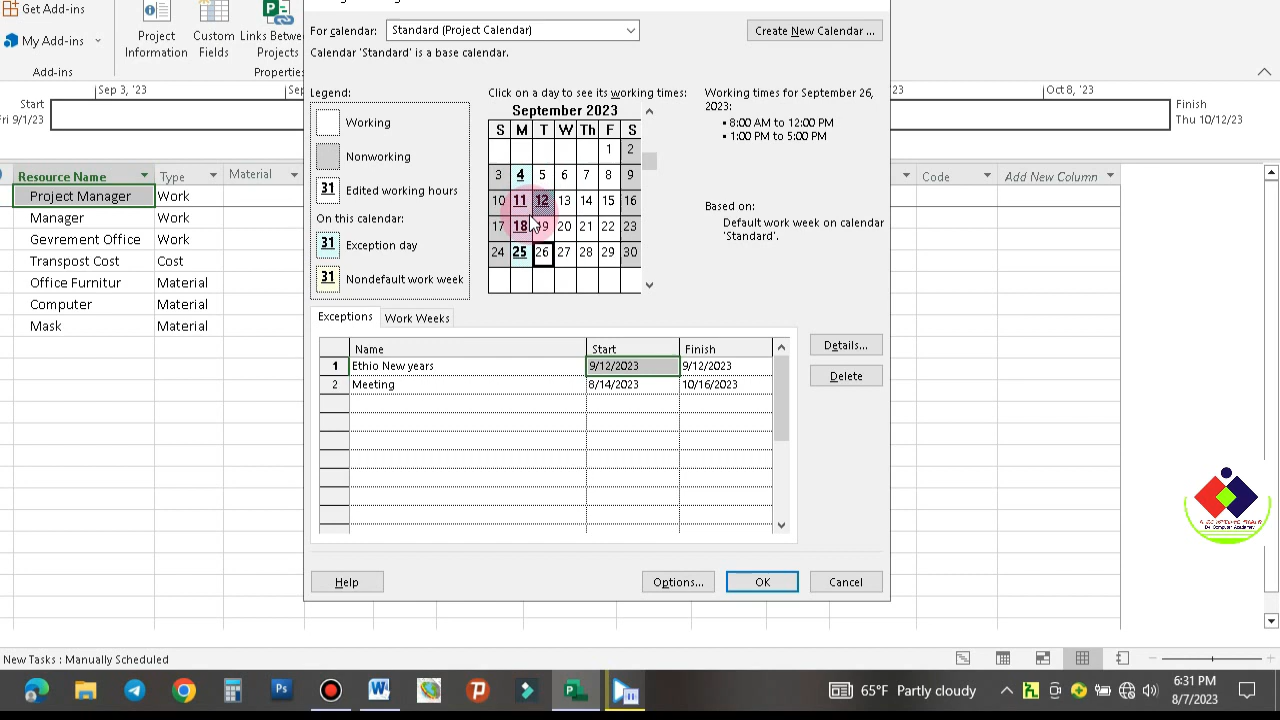 Get Add-ins
My Add-ins
Project Information
Custom Fields
Links Betwe Projects
Add-ins
Properties
Sep 3, '23
Se
23
Oct 8, '23
Start
Fri 9/1/23
Finish
Thu 10/12/23
Resource Name
Type
Material
Code
Add New Column
Project Manager Work
Manager Work
Gevrement Office Work
Transpost Cost Cost
Office Furnitur Material
Computer Material
Mask Material
For calendar: Standard (Project Calendar)
Create New Calendar ...
Calendar 'Standard' is a base calendar.
Legend:
Working
Nonworking
31 Edited working hours
On this calendar:
31 Exception day
31 Nondefault work week
Click on a day to see its working times:
September 2023
S M T W Th F S
1 2
3 4 5 6 7 8 9
10 11 12 13 14 15 16
17 18 19 20 21 22 23
24 25 26 27 28 29 30
Working times for September 26, 2023:
• 8:00 AM to 12:00 PM
• 1:00 PM to 5:00 PM
Based on:
Default work week on calendar 'Standard'.
Exceptions Work Weeks
Name Start Finish
1 Ethio New years 9/12/2023 9/12/2023
2 Meeting 8/14/2023 10/16/2023
Details...
Delete
Help
Options...
OK
Cancel
New Tasks : Manually Scheduled
Ps
W
P
65°F Partly cloudy
6:31 PM
8/7/2023